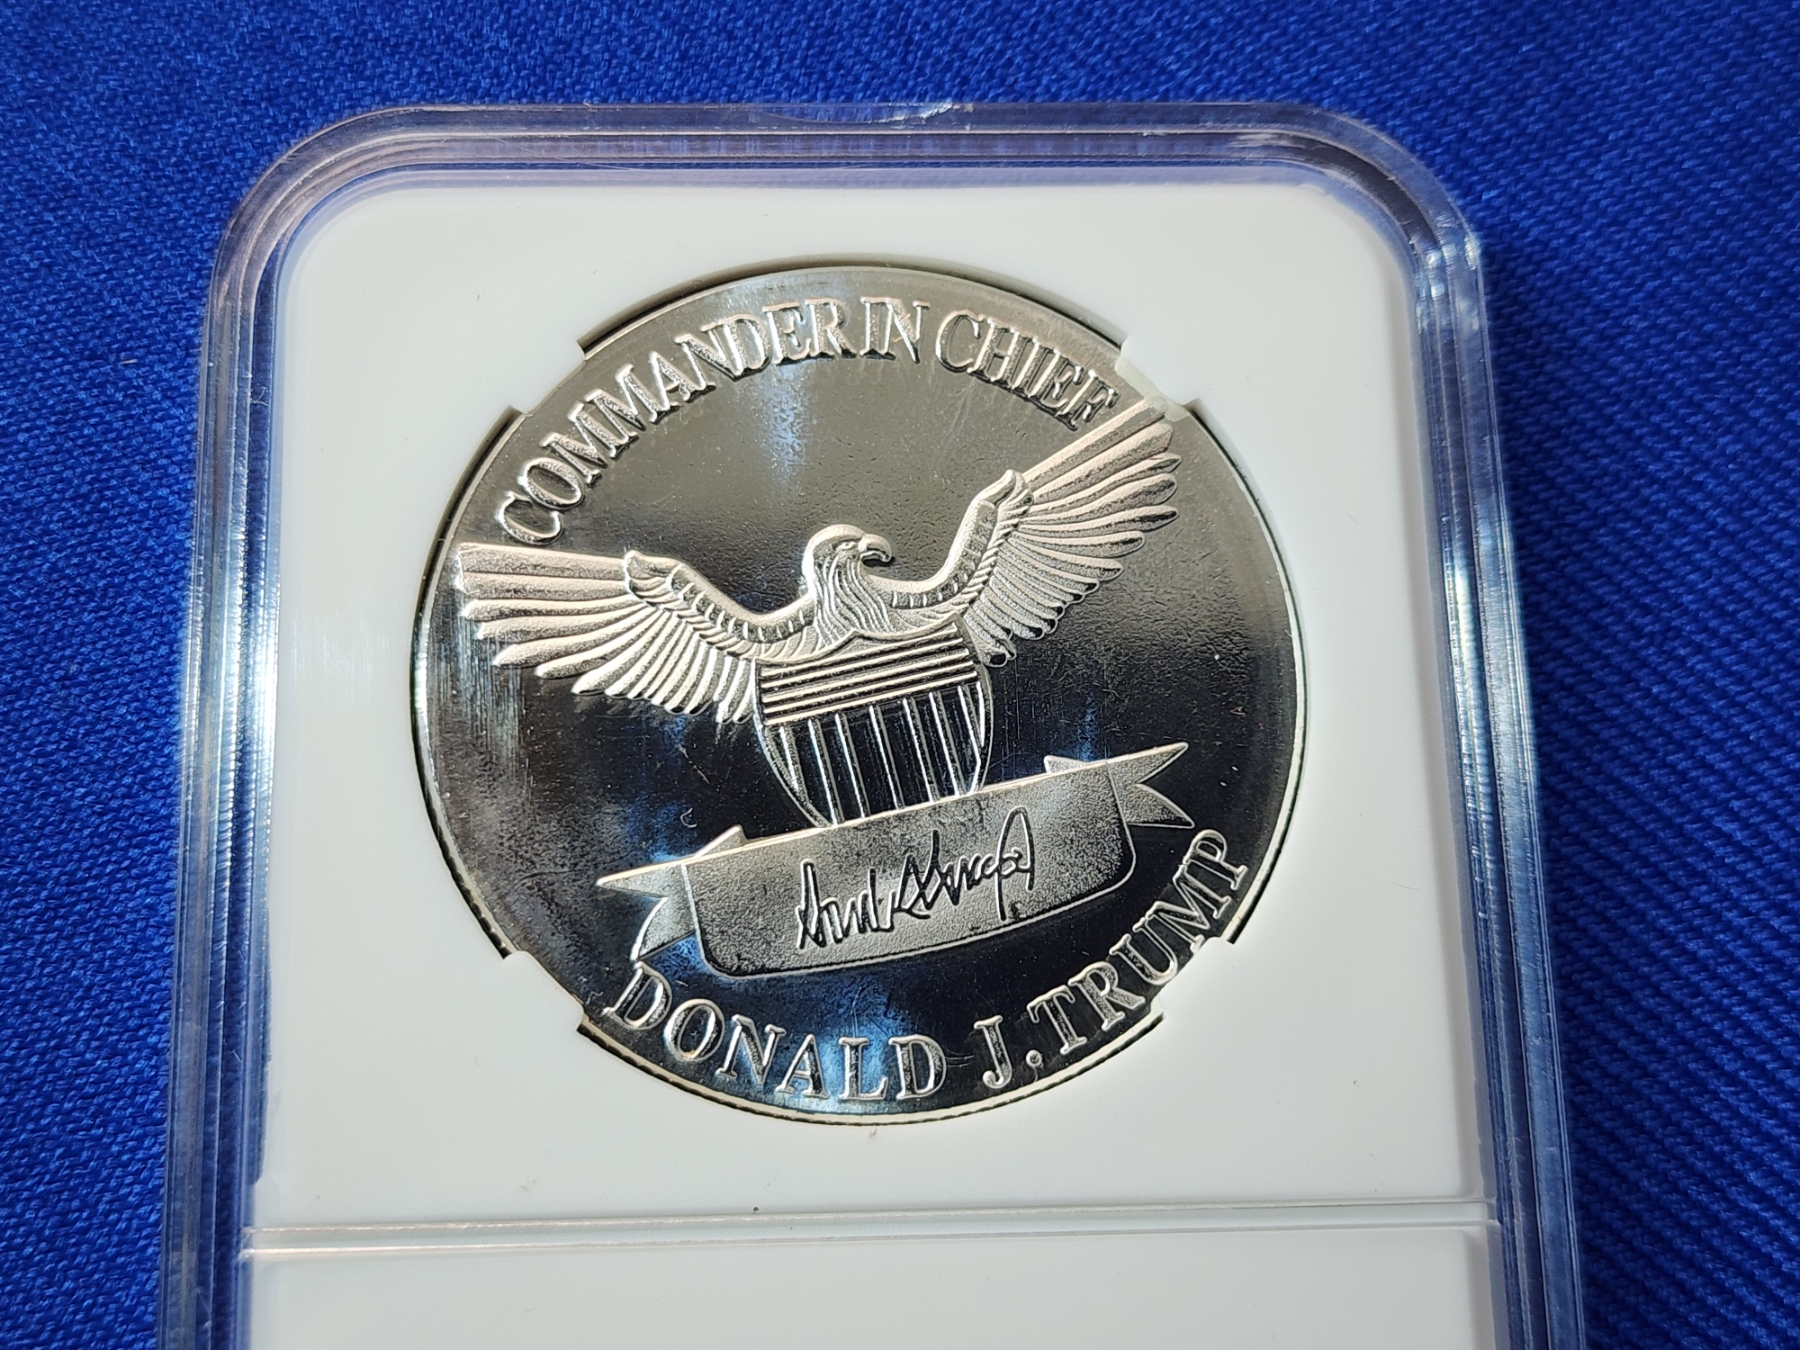 COMMANDER IN CHIEF
DONALD J. TRUMP